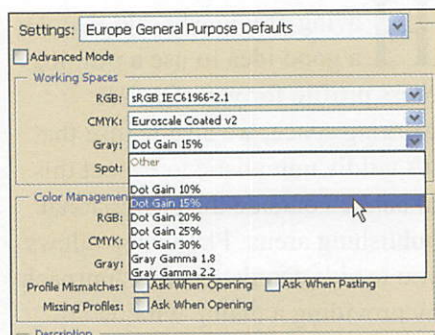 Settings: Europe General Purpose Defaults
Advanced Mode
Working Spaces
RGB: sRGB IEC61966-2.1
CMYK: Euroscale Coated v2
Gray: Dot Gain 15%
Spot: Other
Dot Gain 10%
Color Managemen Dot Gain 15%
RGB: Dot Gain 20%
Dot Gain 25%
CMYK: Dot Gain 30%
Gray: Gray Gamma 1.8
Gray Gamma 2.2
Profile Mismatches: Ask When Opening Ask When Pasting
Missing Profiles: Ask When Opening
Description